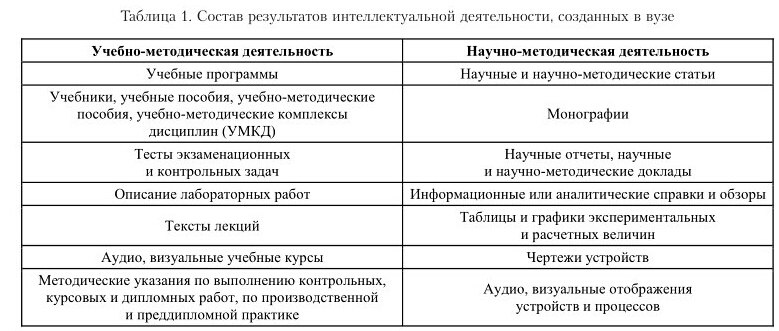 Таблица 1. Состав результатов интеллектуальной деятельности, созданных в вузе
Учебно-методическая деятельность
Научно-методическая деятельность
Учебные программы
Научные и научно-методические статьи
Учебники, учебные пособия, учебно-методические
пособия, учебно-методические комплексы
дисциплин (УМКД)
Монографии
Тесты экзаменационных
и контрольных задач
Научные отчеты, научные
и научно-методические доклады
Описание лабораторных работ
Информационные или аналитические справки и обзоры
Тексты лекций
Таблицы и графики экспериментальных
и расчетных величин
Аудио, визуальные учебные курсы
Чертежи устройств
Методические указания по выполнению контрольных,
курсовых и дипломных работ, по производственной
и преддипломной практике
Аудио, визуальные отображения
устройств и процессов